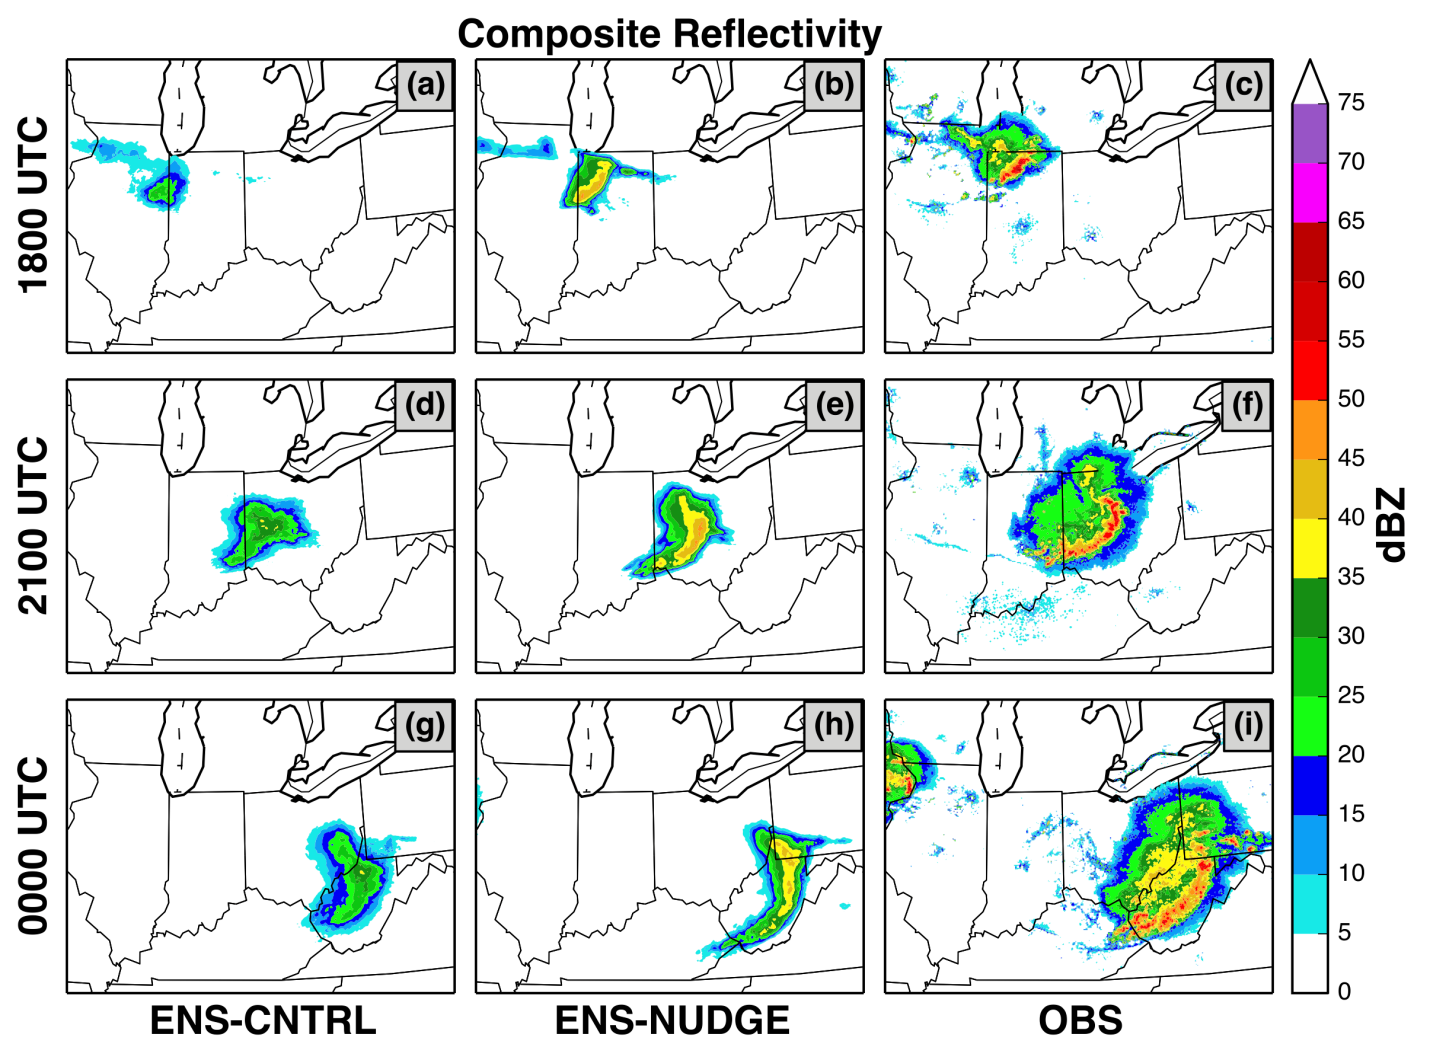 Composite Reflectivity
(a)
(b)
(c)
1800 UTC
(d)
(e)
(f)
2100 UTC
(g)
(h)
(i)
0000 UTC
ENS-CNTRL
ENS-NUDGE
OBS
75
70
65
60
55
50
45
40
35
30
25
20
15
10
5
0
dBZ